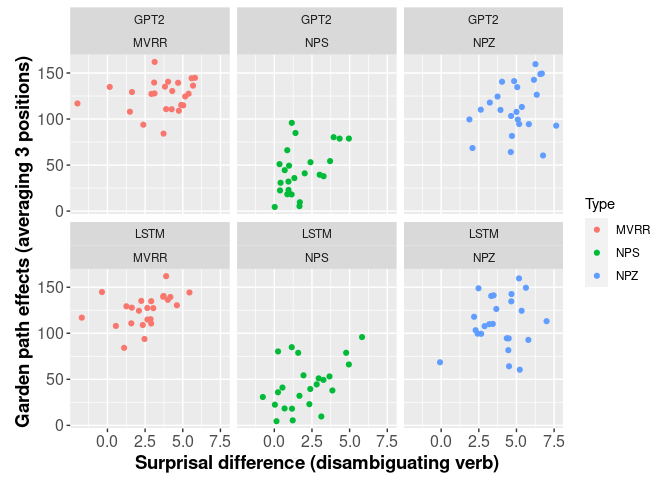 GPT2 GPT2 GPT2
MVRR NPS NPZ
150
100
50
0
LSTM LSTM LSTM
MVRR NPS NPZ
150
100
50
0
0.0 2.5 5.0 7.5 0.0 2.5 5.0 7.5 0.0 2.5 5.0 7.5
Surprisal difference (disambiguating verb)
Garden path effects (averaging 3 positions)
Type
MVRR
NPS
NPZ